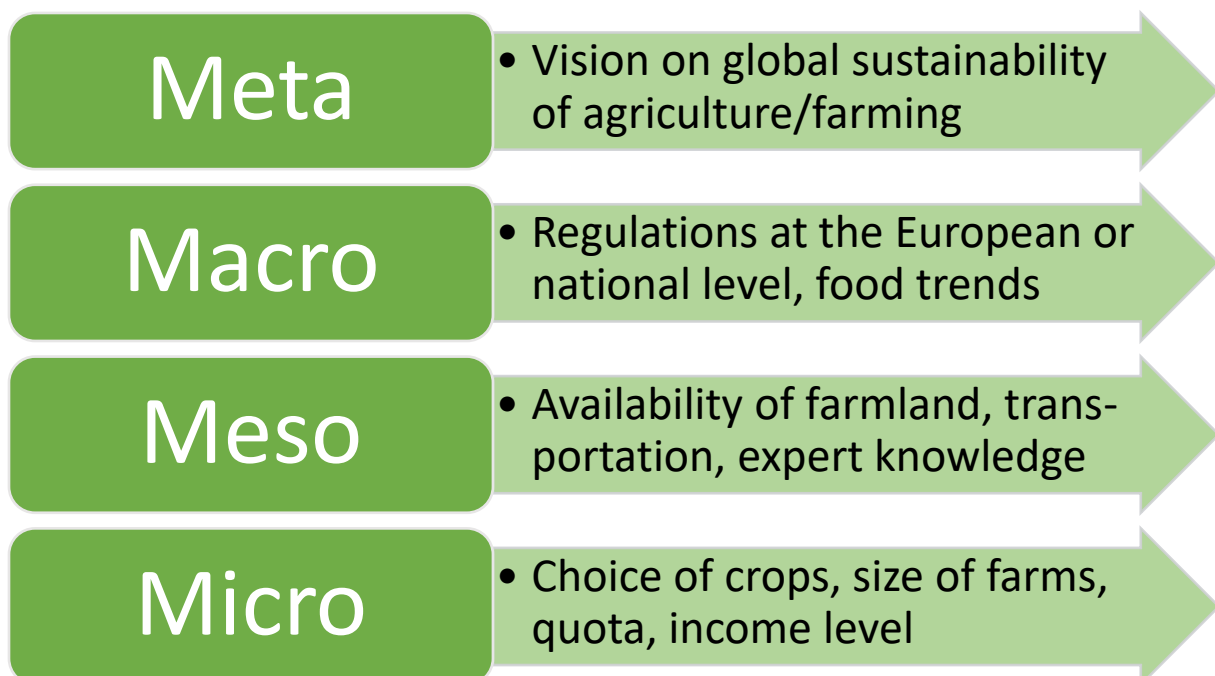 Meta
• Vision on global sustainability
of agriculture/farming
Macro
• Regulations at the European or
national level, food trends
Meso
• Availability of farmland, trans-
portation, expert knowledge
Micro
• Choice of crops, size of farms,
quota, income level